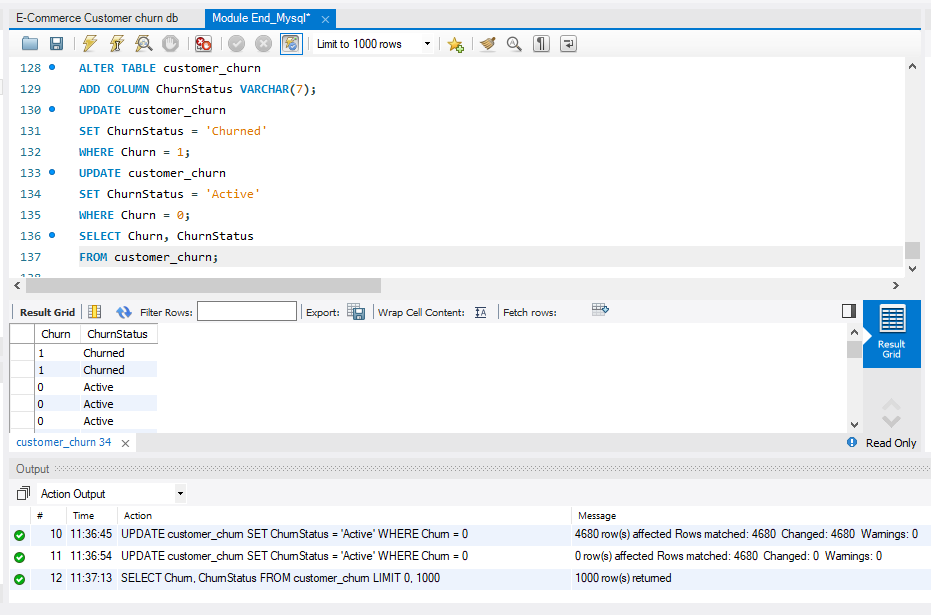 E-Commerce Customer churn db Module End_Mysql* ×
Limit to 1000 rows
128 ALTER TABLE customer_churn
129 ADD COLUMN ChurnStatus VARCHAR(7);
130 UPDATE customer_churn
131 SET ChurnStatus = 'Churned'
132 WHERE Churn = 1;
133 UPDATE customer_churn
134 SET ChurnStatus = 'Active'
135 WHERE Churn = 0;
136 SELECT Churn, ChurnStatus
137 FROM customer_churn;
Result Grid Filter Rows: Export: Wrap Cell Content: IA Fetch rows:
Churn ChurnStatus
1 Churned
1 Churned
0 Active
0 Active
0 Active
Result
Grid
customer_churn 34 × Read Only
Output
Action Output
# Time Action Message
10 11:36:45 UPDATE customer_churn SET ChurnStatus = 'Active' WHERE Churn = 0 4680 row(s) affected Rows matched: 4680 Changed: 4680 Warnings: 0
11 11:36:54 UPDATE customer_churn SET ChurnStatus = 'Active' WHERE Churn = 0 0 row(s) affected Rows matched: 4680 Changed: 0 Warnings: 0
12 11:37:13 SELECT Churn, ChurnStatus FROM customer_churn LIMIT 0, 1000 1000 row(s) returned